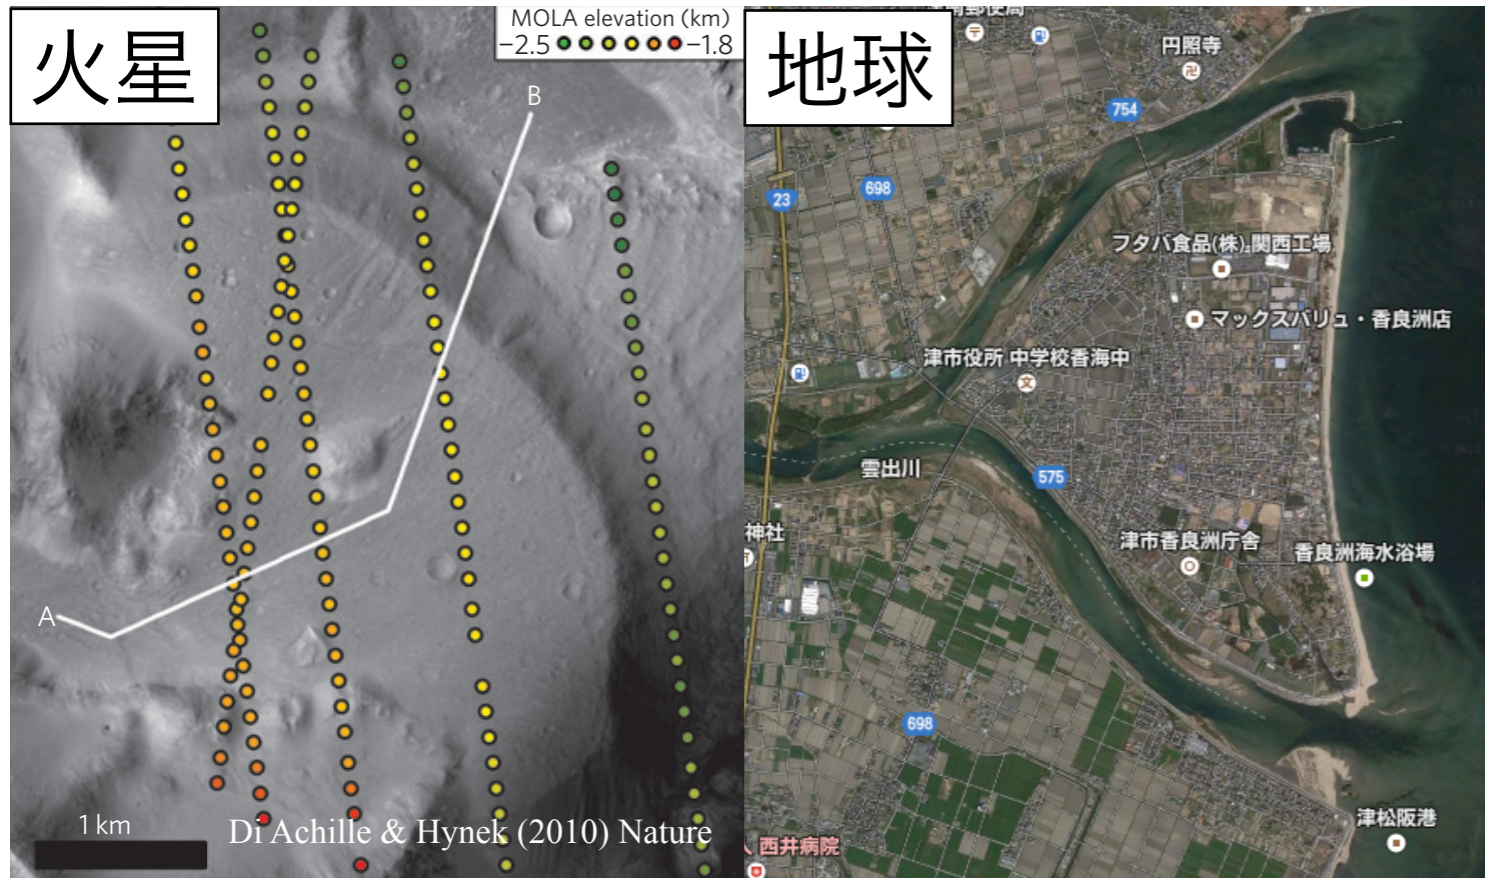 火星
MOLA elevation (km)
−2.5
−1.8
B
A
1 km
Di Achille & Hynek (2010) Nature
地球
円照寺
754
23
698
フタバ食品(株)関西工場
マックスバリュ・香良洲店
津市役所 中学校香海中
文
雲出川
575
神社
津市香良洲庁舎
香良洲海水浴場
698
津松阪港
西井病院